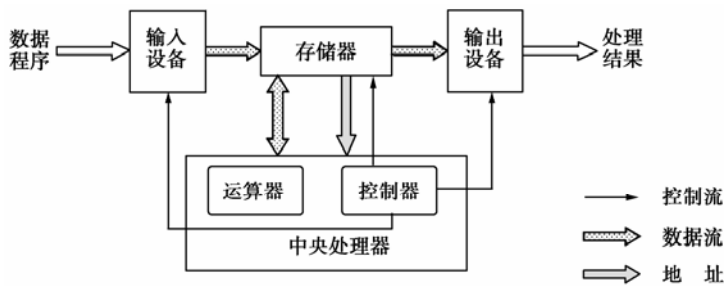 数据
程序
输入
设备
存储器
输出
设备
处理
结果
运算器
控制器
中央处理器
控制流
数据流
地 址